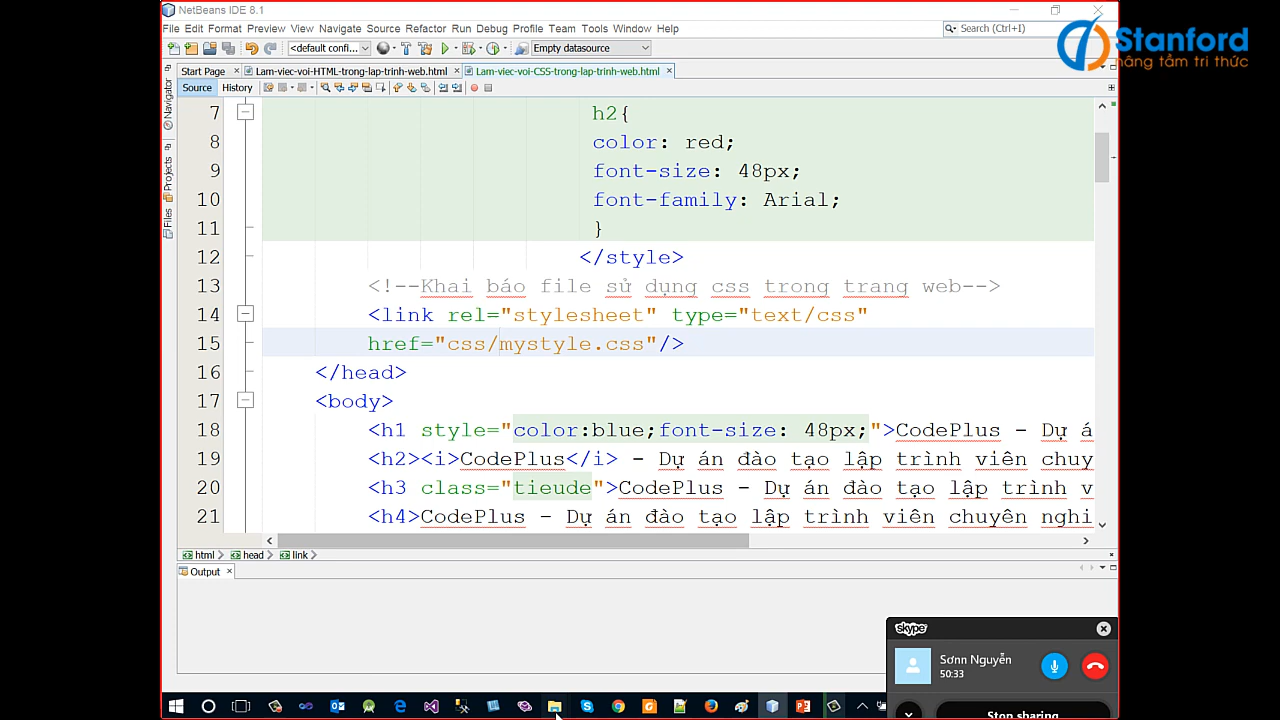 NetBeans IDE 8.1
Stanford
nâng tầm tri thức
File Edit View Navigate Source Refactor Run Debug Profile Team Tools Window Help
Search (Ctrl+I)
<default confi...
Empty datasource
Start Page
Lam-viec-voi-HTML-trong-lap-trinh-web.html
Lam-viec-voi-CSS-trong-lap-trinh-web.html
Source History
Navigator
Projects
Files
7 h2{
8 color: red;
9 font-size: 48px;
10 font-family: Arial;
11 }
12 </style>
13 <!--Khai báo file sử dụng css trong trang web-->
14 <link rel="stylesheet" type="text/css"
15 href="css/mystyle.css"/>
16 </head>
17 <body>
18 <h1 style="color:blue;font-size: 48px;">CodePlus - Dự á
19 <h2><i>CodePlus</i> - Dự án đào tạo lập trình viên chuy
20 <h3 class="tieude">CodePlus - Dự án đào tạo lập trình v
21 <h4>CodePlus - Dự án đào tạo lập trình viên chuyên nghi
html head link
Output
skype
Sơnn Nguyễn
50:33
Stop sharing